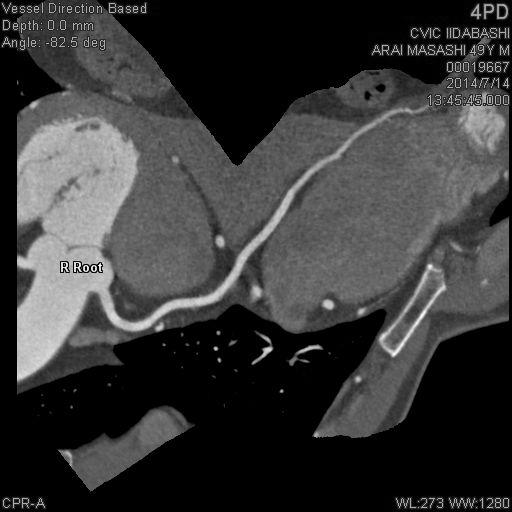 Vessel Direction Based
Depth: 0.0 mm
Angle: -82.5 deg
4PD
CVIC IIDABASHI
ARAI MASASHI 49Y M
00019667
2014/7/14
13:45:45.000
R Root
CPR-A
WL:273 WW:1280